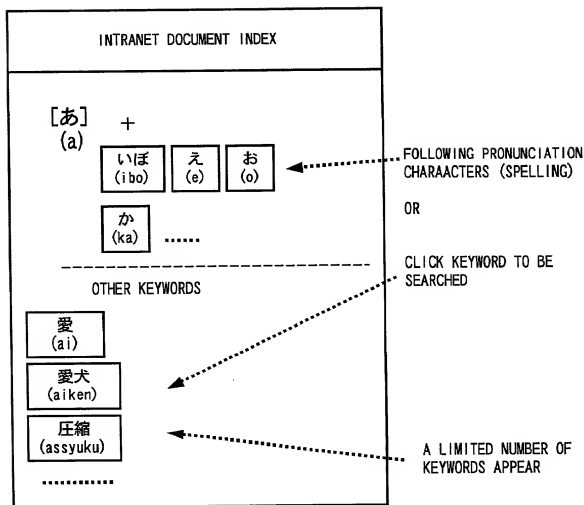 INTRANET DOCUMENT INDEX
[あ]
(a)
+
いぼ え お
(ibo) (e) (o)
か
(ka) ......
OTHER KEYWORDS
愛
(ai)
愛犬
(aiken)
圧縮
(assyuku)
............
FOLLOWING PRONUNCIATION
CHARAACTERS (SPELLING)
OR
CLICK KEYWORD TO BE
SEARCHED
A LIMITED NUMBER OF
KEYWORDS APPEAR